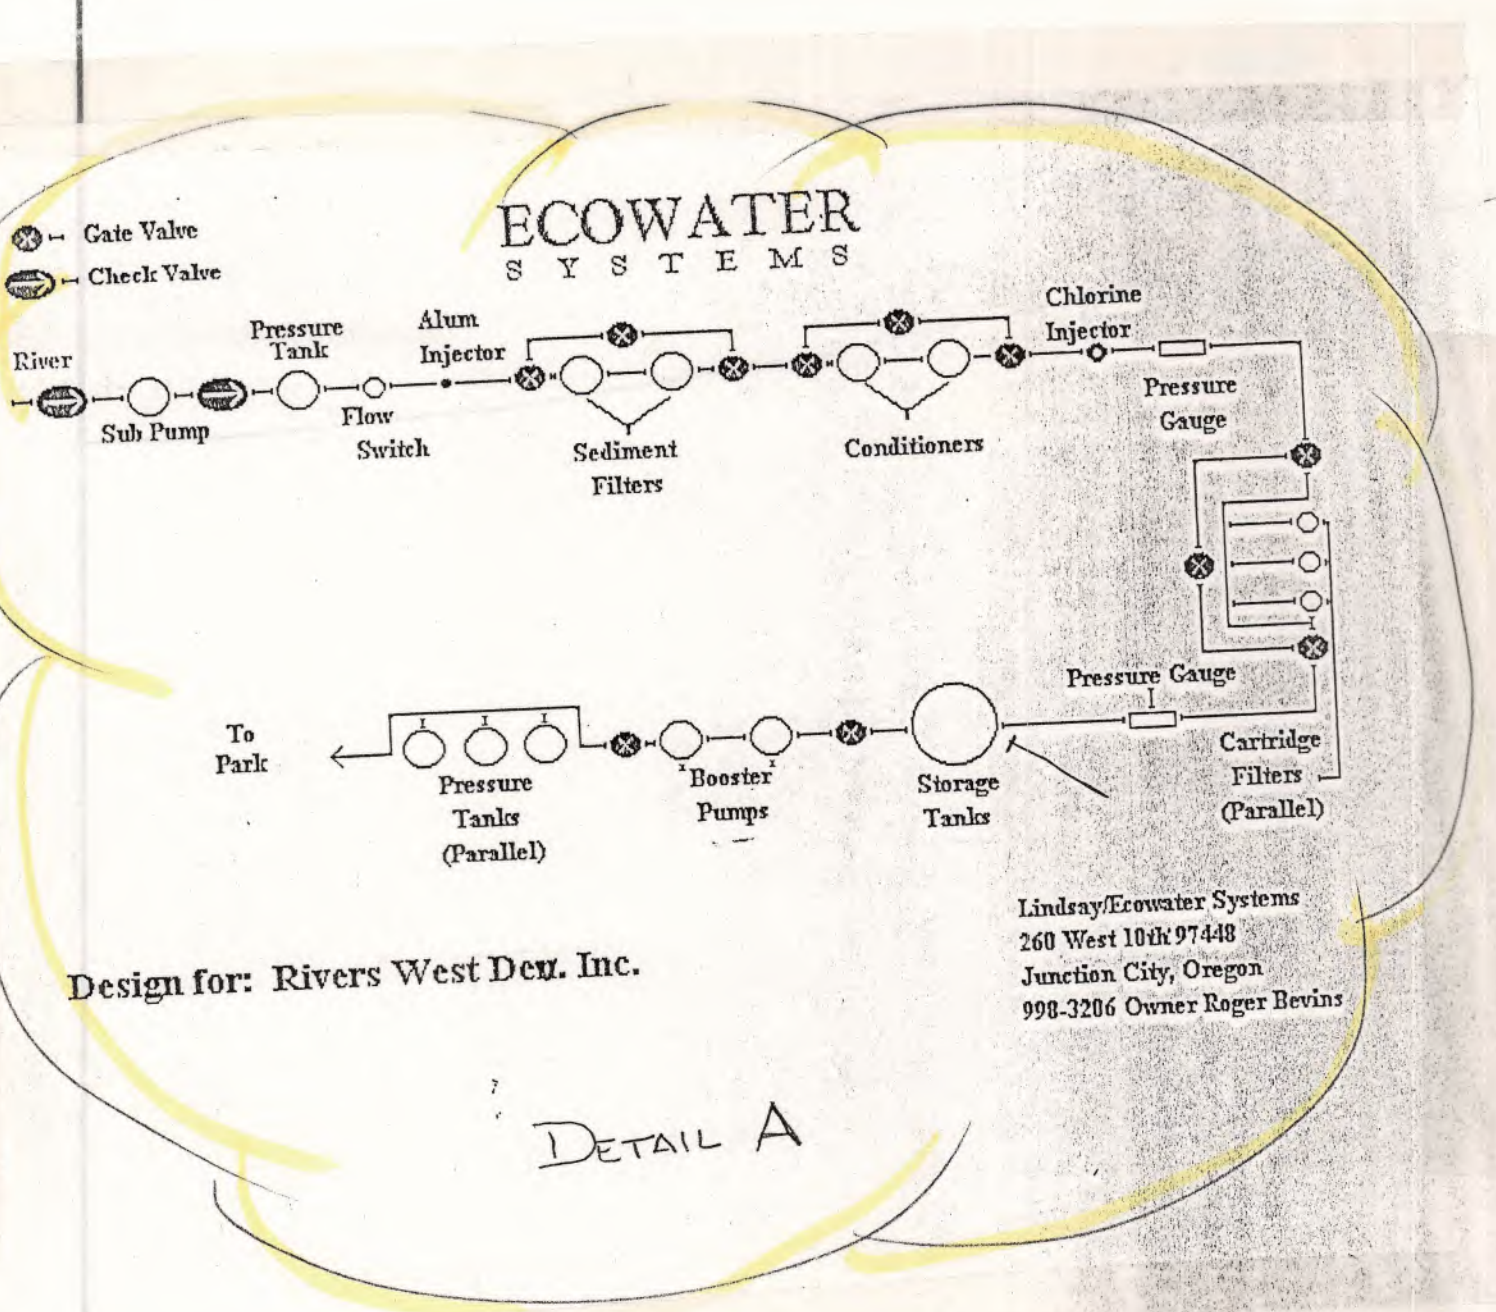 ECOWATER
SYSTEMS
Gate Valve
Check Valve
River
Sub Pump
Pressure
Tank
Flow
Switch
Alum
Injector
Sediment
Filters
Conditioners
Chlorine
Injector
Pressure
Gauge
Pressure Gauge
Cartridge
Filters
(Parallel)
Storage
Tanks
Booster
Pumps
Pressure
Tanks
(Parallel)
To
Park
Lindsay/Ecowater Systems
260 West 10th 97448
Junction City, Oregon
998-3206 Owner Roger Bevins
Design for: Rivers West Dev. Inc.
DETAIL A